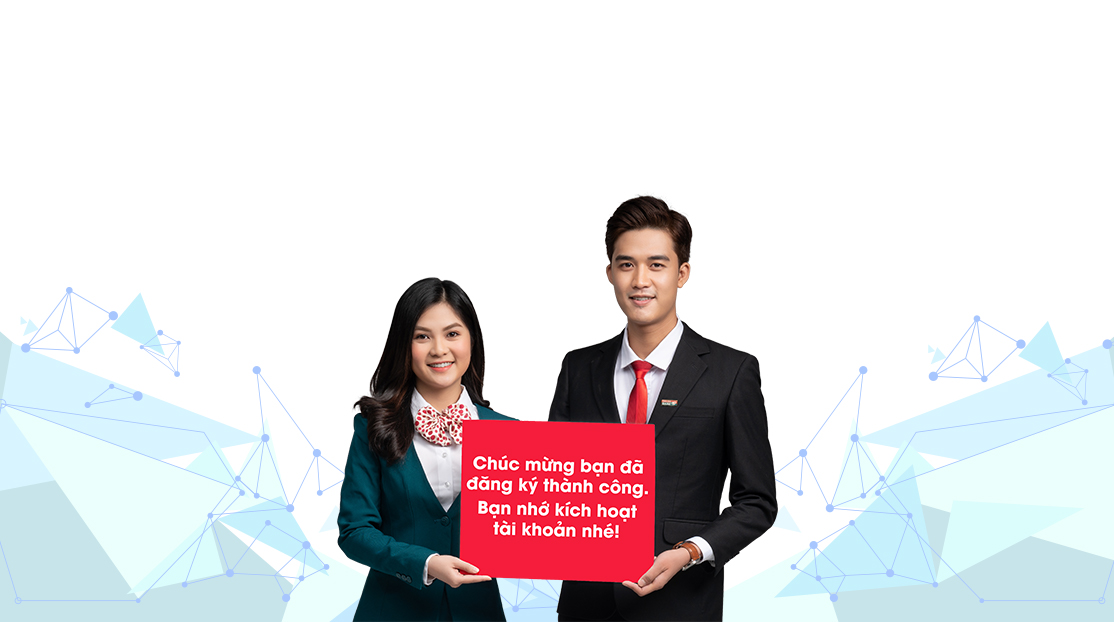 Chúc mừng bạn đã
đăng ký thành công.
Bạn nhớ kích hoạt
tài khoản nhé!